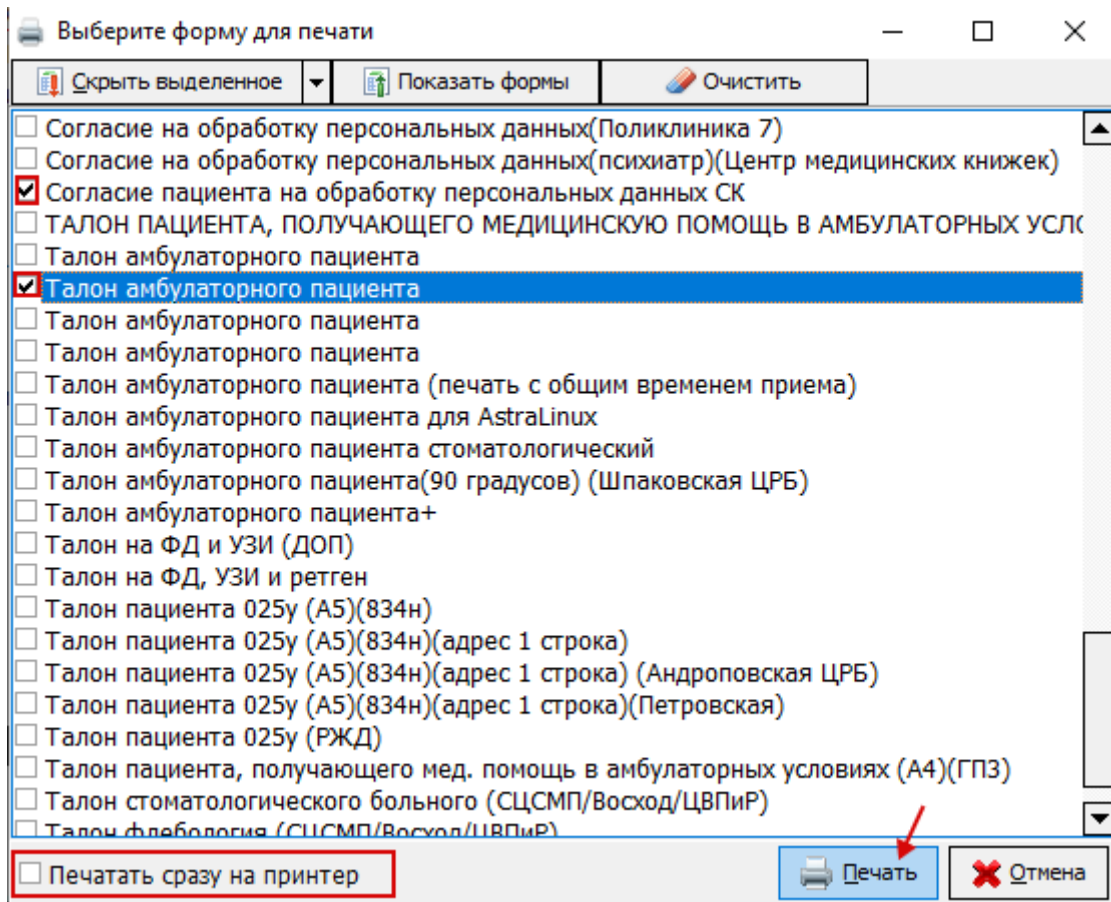 Выберите форму для печати
Скрыть выделенное Показать формы Очистить
Согласие на обработку персональных данных(Поликлиника 7)
Согласие на обработку персональных данных(психиатр)(Центр медицинских книжек)
Согласие пациента на обработку персональных данных СК
ТАЛОН ПАЦИЕНТА, ПОЛУЧАЮЩЕГО МЕДИЦИНСКУЮ ПОМОЩЬ В АМБУЛАТОРНЫХ
Талон амбулаторного пациента
Талон амбулаторного пациента
Талон амбулаторного пациента
Талон амбулаторного пациента
Талон амбулаторного пациента (печать с общим временем приема)
Талон амбулаторного пациента для AstraLinux
Талон амбулаторного пациента стоматологический
Талон амбулаторного пациента(90 градусов) (Шпаковская ЦРБ)
Талон амбулаторного пациента+
Талон на ФД и УЗИ (ДОП)
Талон на ФД, УЗИ и ретген
Талон пациента 025у (А5)(834н)
Талон пациента 025у (А5)(834н)(адрес 1 строка)
Талон пациента 025у (А5)(834н)(адрес 1 строка) (Андроповская ЦРБ)
Талон пациента 025у (А5)(834н)(адрес 1 строка)(Петровская)
Талон пациента 025у (РЖД)
Талон пациента, получающего мед. помощь в амбулаторных условиях (А4)(ГП3)
Талон стоматологического больного (СЦСМП/Восход/ЦВПиР)
Талон флебология (СЦСМП/Восход/ЦВПиР)
Печатать сразу на принтер Печать Отмена